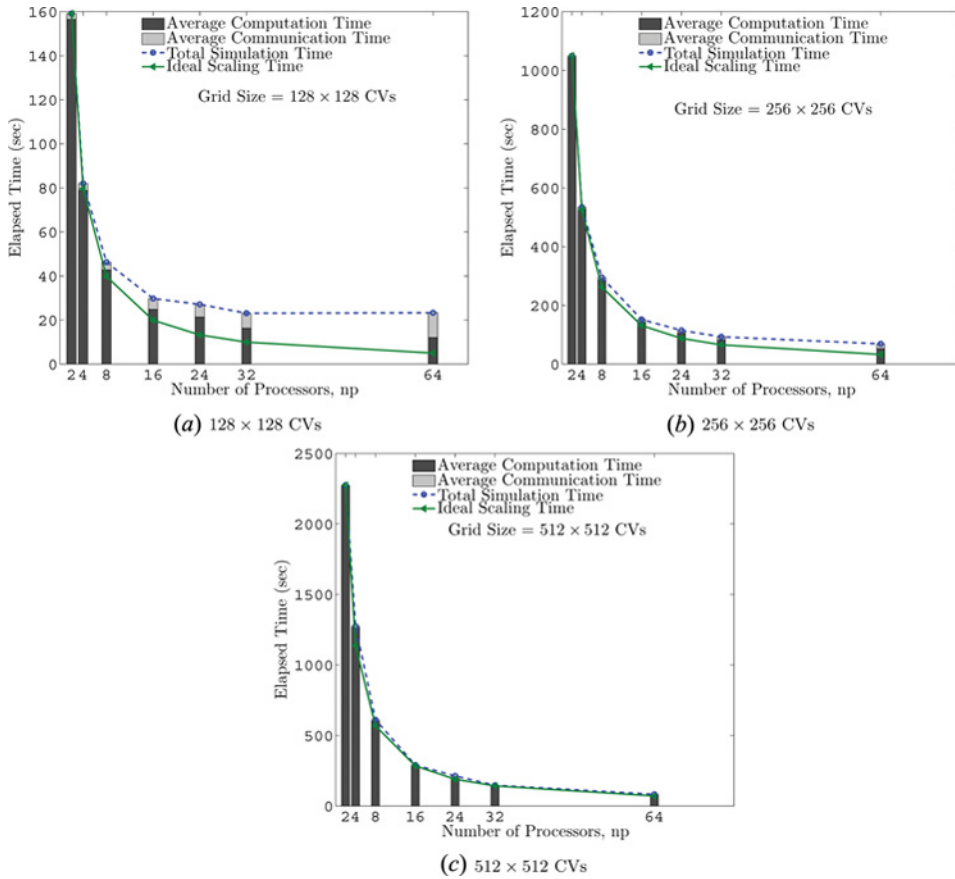 160
140
120
100
80
60
40
20
0
Elapsed Time (sec)
Average Computation Time
Average Communication Time
Total Simulation Time
Ideal Scaling Time
Grid Size = 128 × 128 CVs
2 4 8 16 24 32 64
Number of Processors, np
(a) 128 × 128 CVs
1200
1000
800
600
400
200
0
Elapsed Time (sec)
Average Computation Time
Average Communication Time
Total Simulation Time
Ideal Scaling Time
Grid Size = 256 × 256 CVs
2 4 8 16 24 32 64
Number of Processors, np
(b) 256 × 256 CVs
2500
2000
1500
1000
500
0
Elapsed Time (sec)
Average Computation Time
Average Communication Time
Total Simulation Time
Ideal Scaling Time
Grid Size = 512 × 512 CVs
2 4 8 16 24 32 64
Number of Processors, np
(c) 512 × 512 CVs